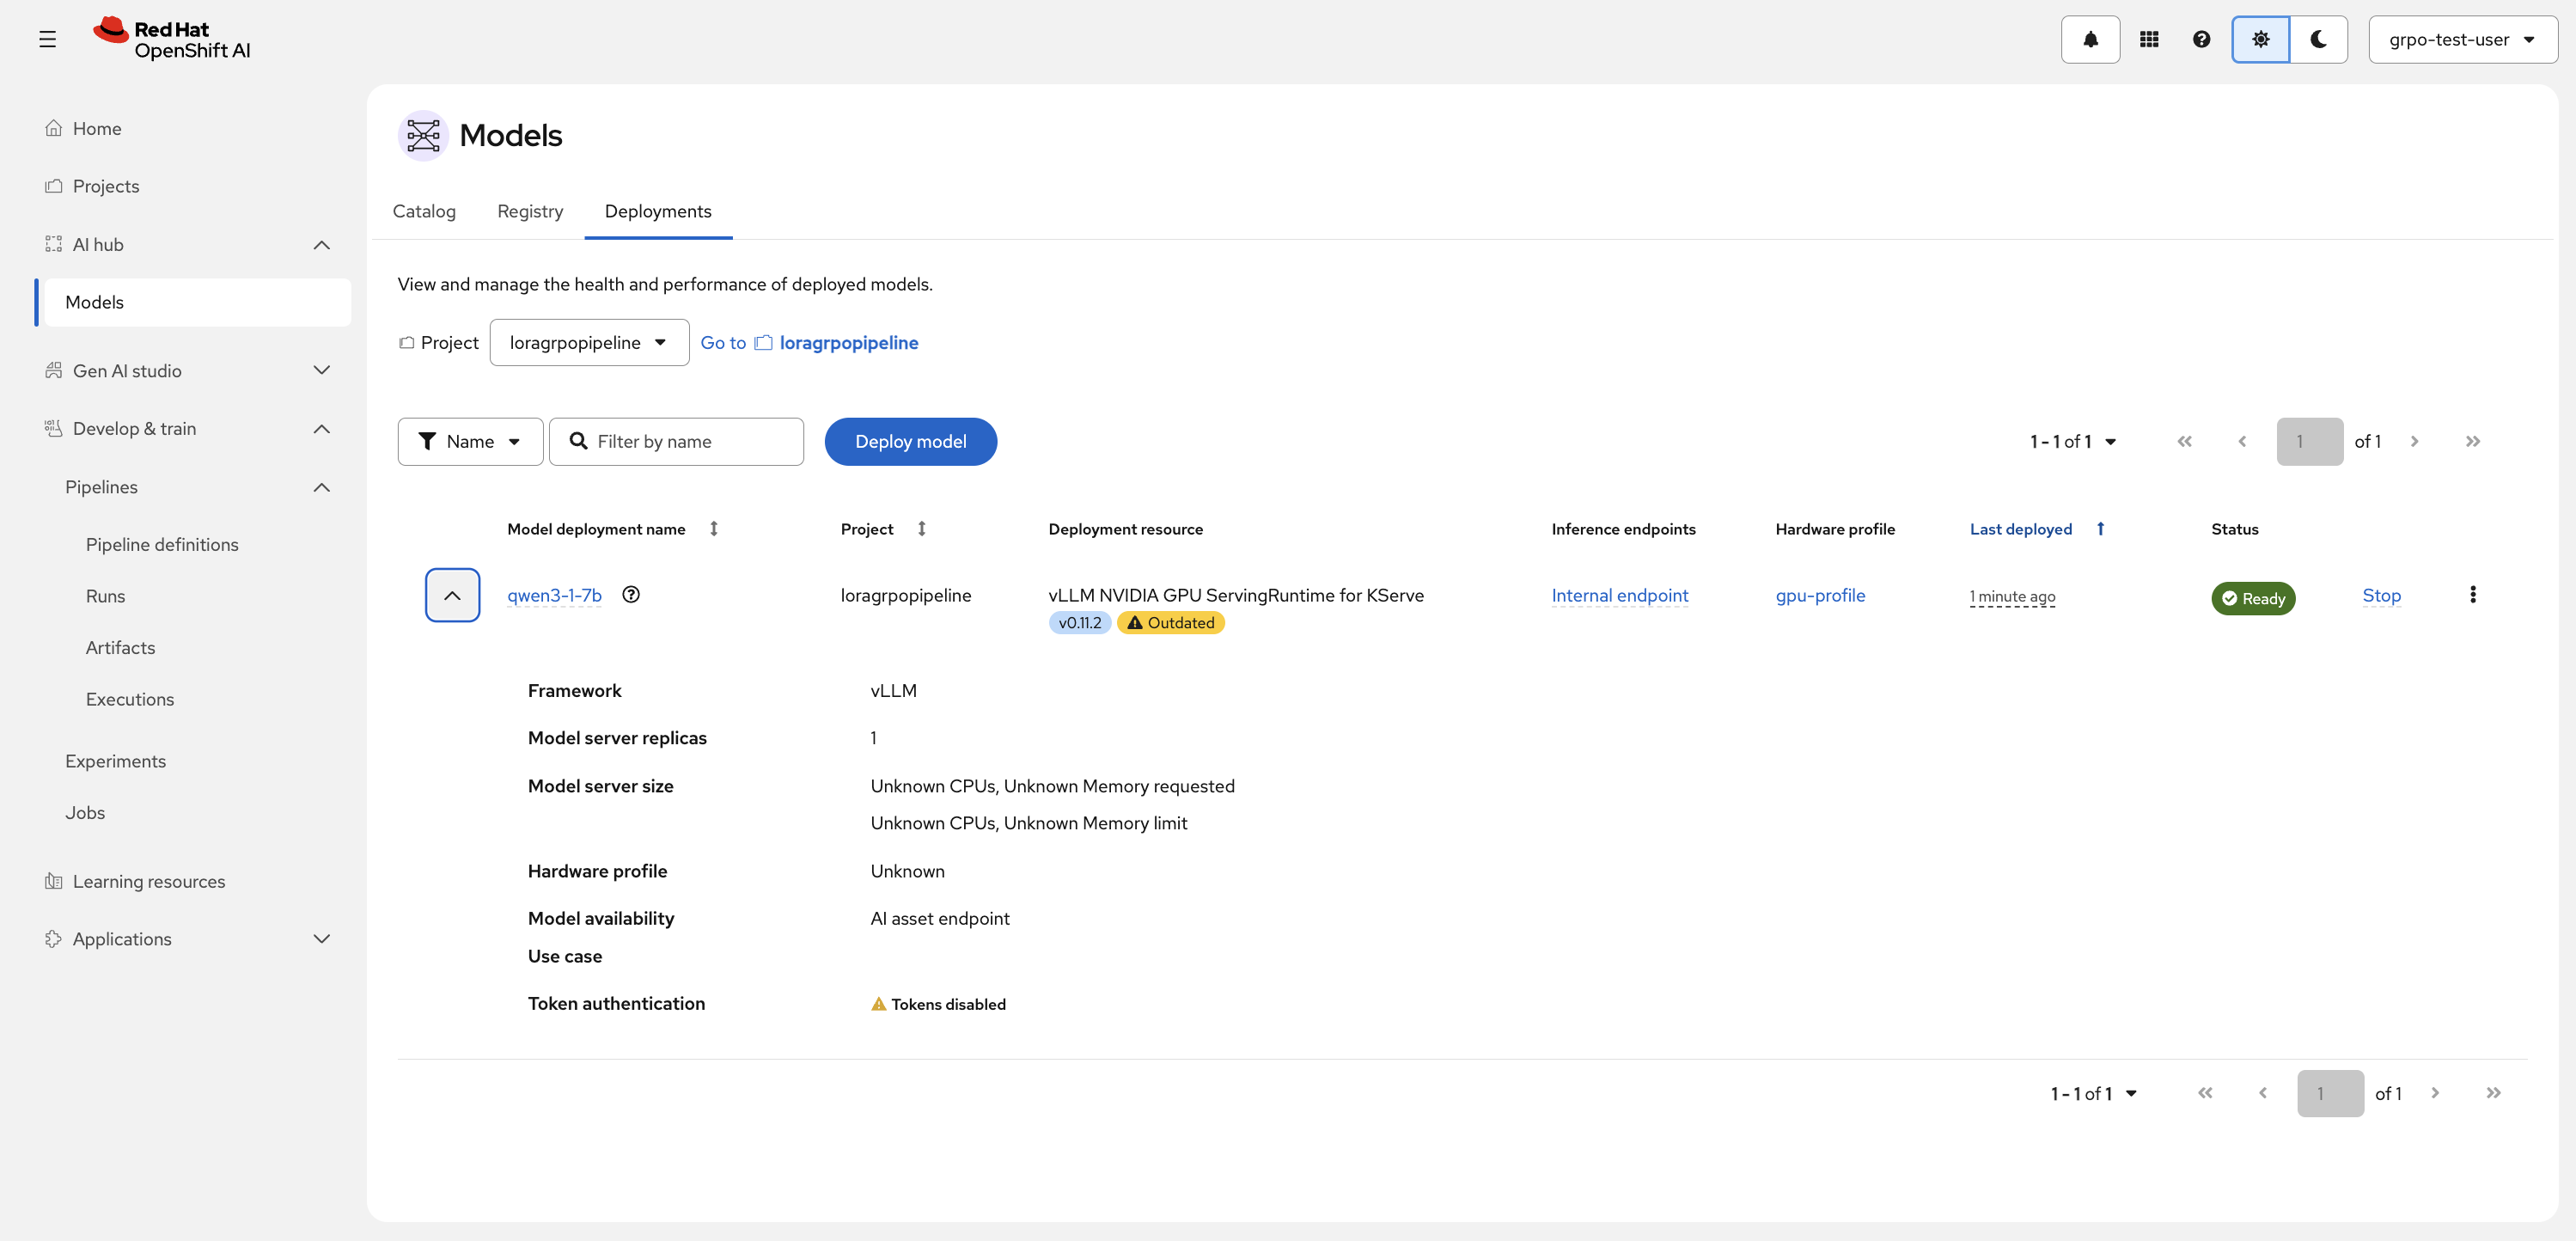 Red Hat
OpenShift AI
grpo-test-user
Home
Projects
AI hub
Models
Gen AI studio
Develop & train
Pipelines
Pipeline definitions
Runs
Artifacts
Executions
Experiments
Jobs
Learning resources
Applications
Models
Catalog Registry Deployments
View and manage the health and performance of deployed models.
Project loragrpopipeline Go to loragrpopipeline
Name Filter by name Deploy model 1 - 1 of 1 1 of 1
Model deployment name Project Deployment resource Inference endpoints Hardware profile Last deployed Status
qwen3-1-7b loragrpopipeline vLLM NVIDIA GPU ServingRuntime for KServe Internal endpoint gpu-profile 1 minute ago Ready Stop
v0.11.2 Outdated
Framework vLLM
Model server replicas 1
Model server size Unknown CPUs, Unknown Memory requested
Unknown CPUs, Unknown Memory limit
Hardware profile Unknown
Model availability AI asset endpoint
Use case
Token authentication Tokens disabled
1 - 1 of 1 1 of 1